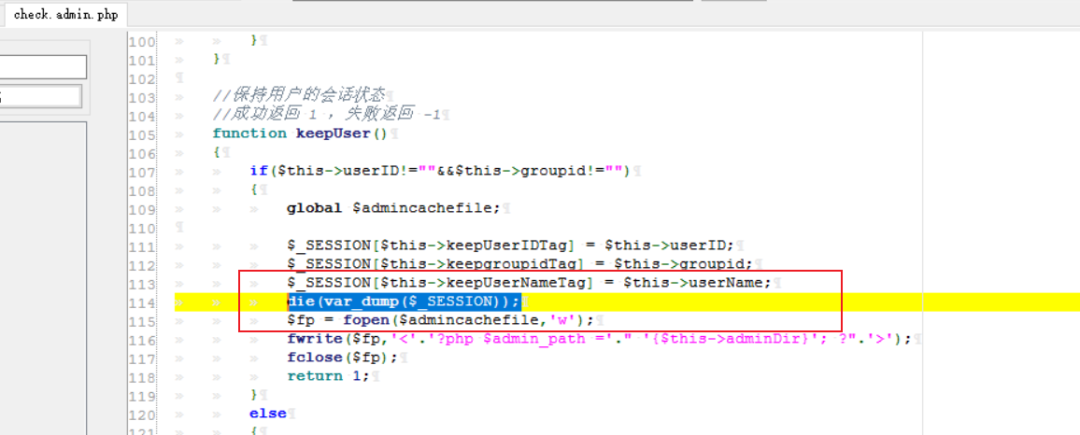 check.admin.php
100 }
101 }
102
103 //保持用户的会话状态
104 //成功返回 1 ，失败返回 -1
105 function keepUser()
106 {
107 if($this->userID!=""&&$this->groupid!="")
108 {
109 global $admincachefile;
110
111 $_SESSION[$this->keepUserIDTag] = $this->userID;
112 $_SESSION[$this->keepgroupidTag] = $this->groupid;
113 $_SESSION[$this->keepUserNameTag] = $this->userName;
114 die(var_dump($_SESSION));
115 $fp = fopen($admincachefile,'w');
116 fwrite($fp,'<'.'?php $admin_path ='." '{$this->adminDir}'; ?".'>');
117 fclose($fp);
118 return 1;
119 }
120 else
121 {